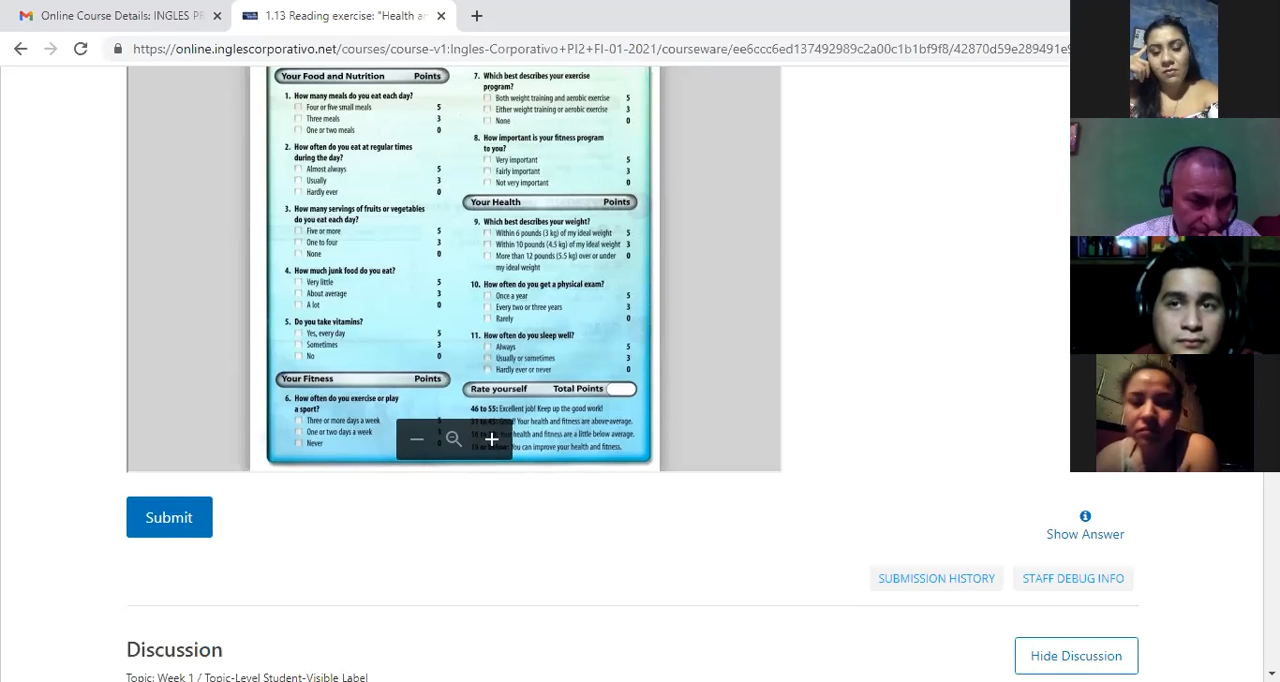 Online Course Details: INGLES PR
1.13 Reading exercise: "Health an
https://online.inglescorporativo.net/courses/course-v1:Ingles-Corporativo+PI2+FI-01-2021/courseware/ee6ccc6ed137492989c2a00c1b1bf9f8/42870d59e289491e9
Your Food and Nutrition Points
1. How many meals do you eat each day?
Four or five small meals 5
Three meals 3
One or two meals 0
2. How often do you eat at regular times
during the day?
Almost always 5
Usually 3
Hardly ever 0
3. How many servings of fruits or vegetables
do you eat each day?
Five or more 5
One to four 3
None 0
4. How much junk food do you eat?
Very little 5
About average 3
A lot 0
5. Do you take vitamins?
Yes, every day 5
Sometimes 3
No 0
Your Fitness Points
6. How often do you exercise or play
a sport?
Three or more days a week
One or two days a week
Never
7. Which best describes your exercise
program?
Both weight training and aerobic exercise 5
Either weight training or aerobic exercise 3
None 0
8. How important is your fitness program
to you?
Very important 5
Fairly important 3
Not very important 0
Your Health Points
9. Which best describes your weight?
Within 6 pounds (3 kg) of my ideal weight 5
Within 10 pounds (4.5 kg) of my ideal weight 3
More than 12 pounds (5.5 kg) over or under 0
my ideal weight
10. How often do you get a physical exam?
Once a year 5
Every two or three years 3
Rarely 0
11. How often do you sleep well?
Always 5
Usually or sometimes 3
Hardly ever or never 0
Rate yourself Total Points
46 to 55: Excellent job! Keep up the good work!
Your health and fitness are above average.
health and fitness are a little below average.
You can improve your health and fitness.
Submit
Show Answer
SUBMISSION HISTORY
STAFF DEBUG INFO
Discussion
Hide Discussion
Topic: Week 1 / Topic-Level Student-Visible Label